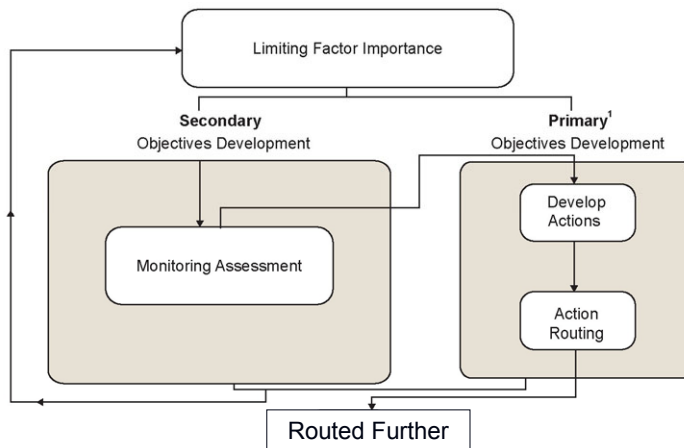 Limiting Factor Importance
Secondary
Objectives Development
Primary¹
Objectives Development
Monitoring Assessment
Develop
Actions
Action
Routing
Routed Further